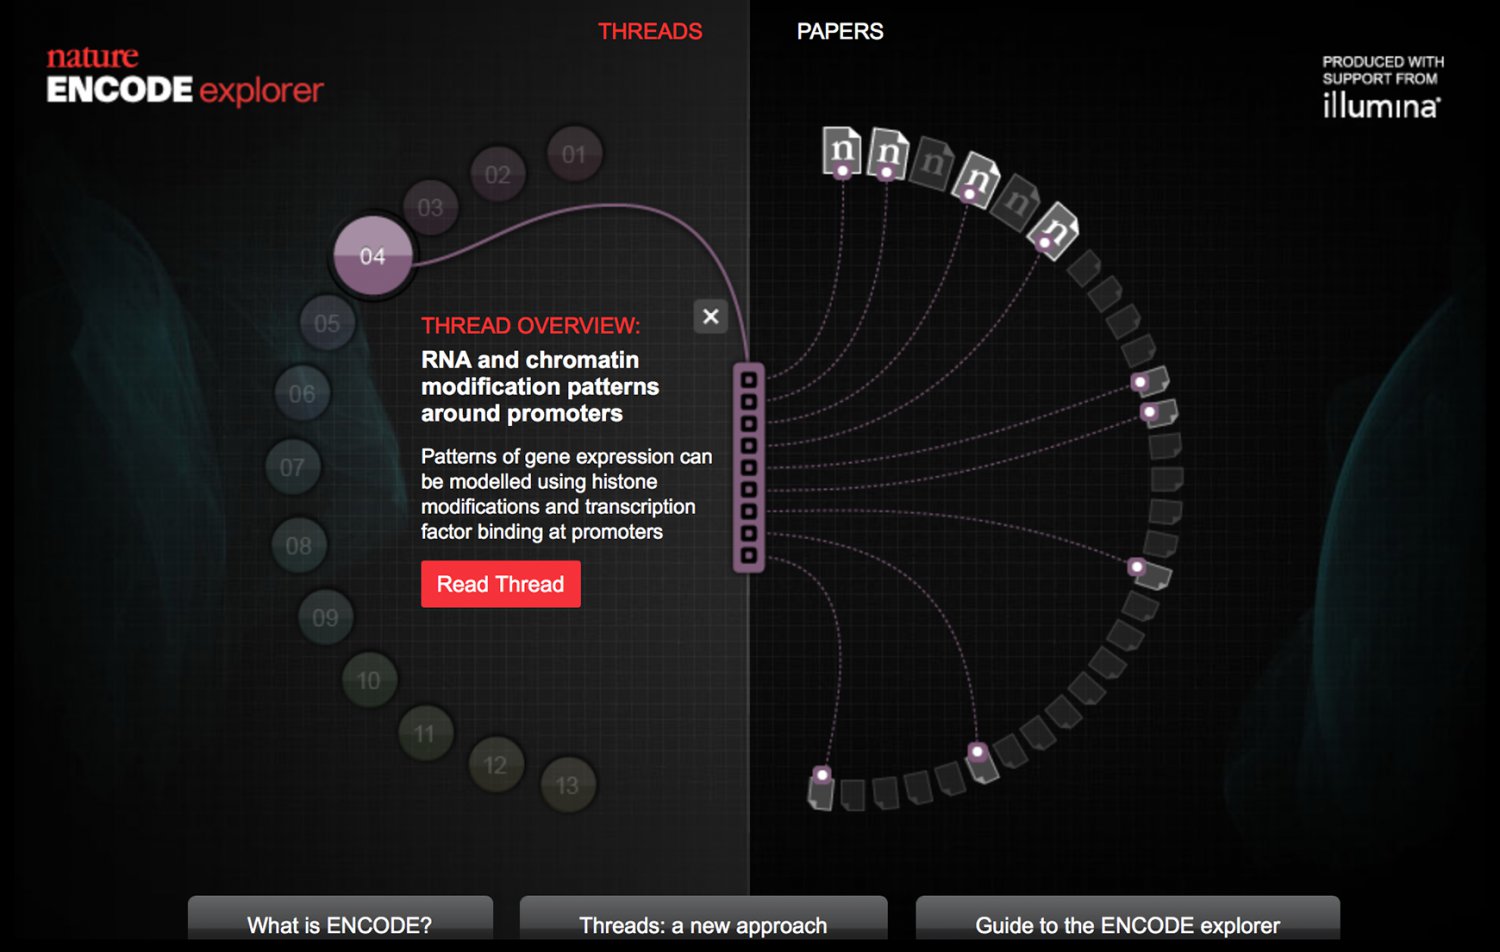 THREADS
PAPERS
nature
ENCODE explorer
PRODUCED WITH
SUPPORT FROM
illumina®
01
02
03
04
05
06
07
08
09
10
11
12
13
n
n
n
n
n
n
THREAD OVERVIEW:
RNA and chromatin
modification patterns
around promoters
Patterns of gene expression can
be modelled using histone
modifications and transcription
factor binding at promoters
Read Thread
What is ENCODE?
Threads: a new approach
Guide to the ENCODE explorer